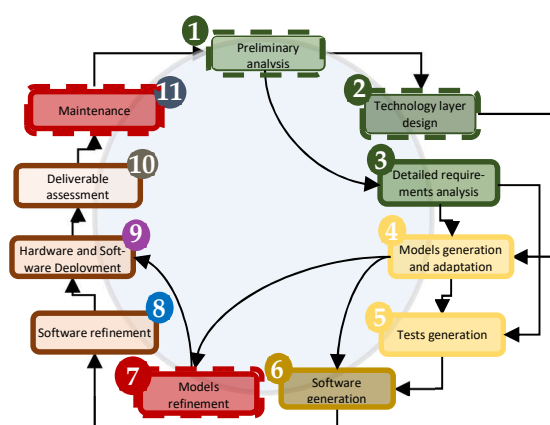 1
Preliminary
analysis
2
Technology layer
design
3
Detailed require-
ments analysis
4
Models generation
and adaptation
5
Tests generation
6
Software
generation
7
Models
refinement
8
Software refinement
9
Hardware and Soft-
ware Deployment
10
Deliverable
assessment
11
Maintenance